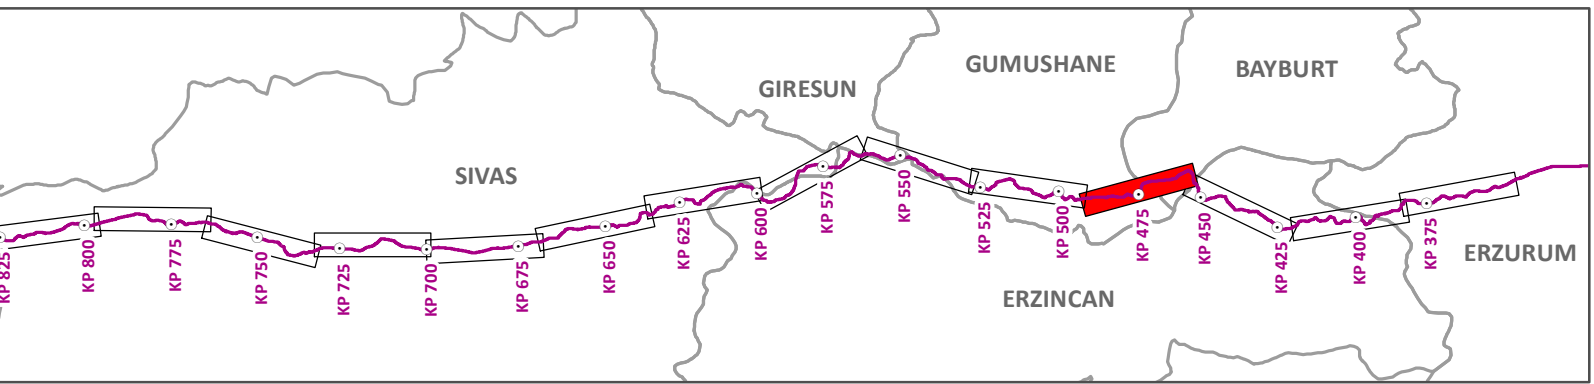 GUMUSHANE
BAYBURT
GIRESUN
SIVAS
ERZURUM
ERZINCAN
KP 825
KP 800
KP 775
KP 750
KP 725
KP 700
KP 675
KP 650
KP 625
KP 600
KP 575
KP 550
KP 525
KP 500
KP 475
KP 450
KP 425
KP 400
KP 375